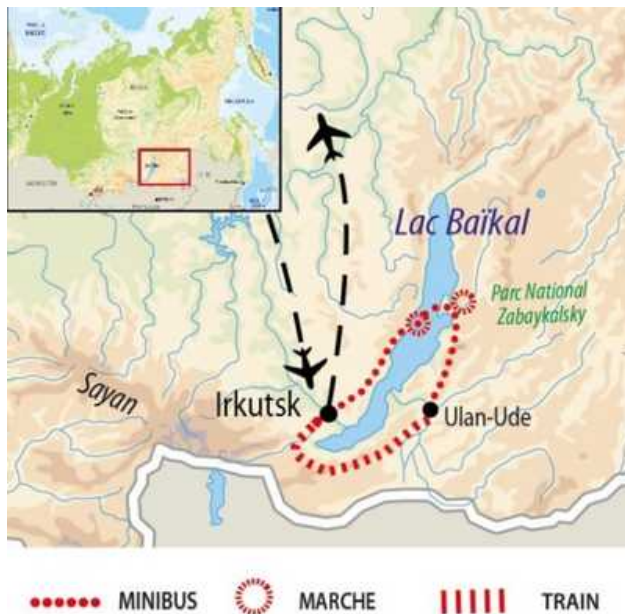 Lac Baïkal
Parc National
Zabaykalsky
Sayan
Irkutsk
Ulan-Ude
MINIBUS
MARCHE
TRAIN